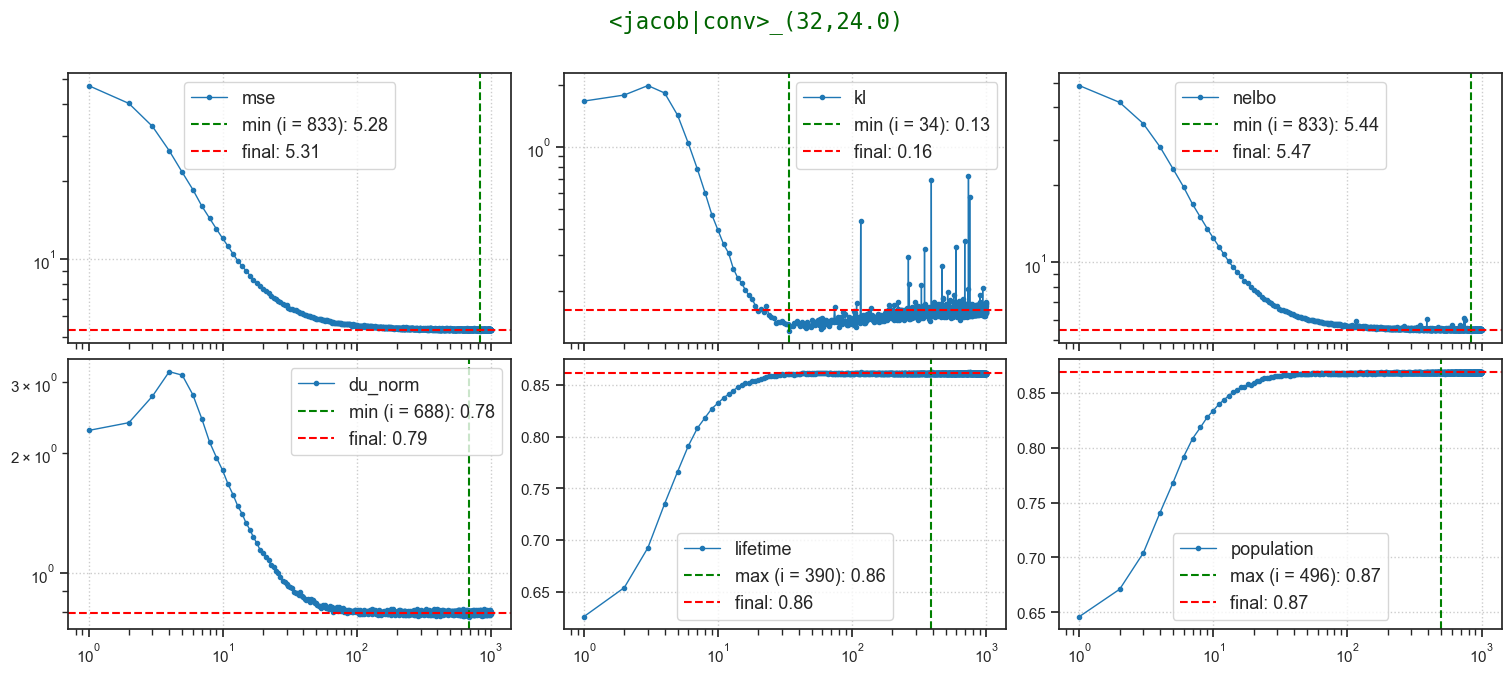 <jacob|conv>_(32,24.0)
mse
min (i = 833): 5.28
final: 5.31
10¹
kl
min (i = 34): 0.13
final: 0.16
10⁰
nelbo
min (i = 833): 5.44
final: 5.47
10¹
du_norm
min (i = 688): 0.78
final: 0.79
3 × 10⁰
2 × 10⁰
10⁰
10⁰ 10¹ 10² 10³
lifetime
max (i = 390): 0.86
final: 0.86
0.85
0.80
0.75
0.70
0.65
10⁰ 10¹ 10² 10³
population
max (i = 496): 0.87
final: 0.87
0.85
0.80
0.75
0.70
0.65
10⁰ 10¹ 10² 10³